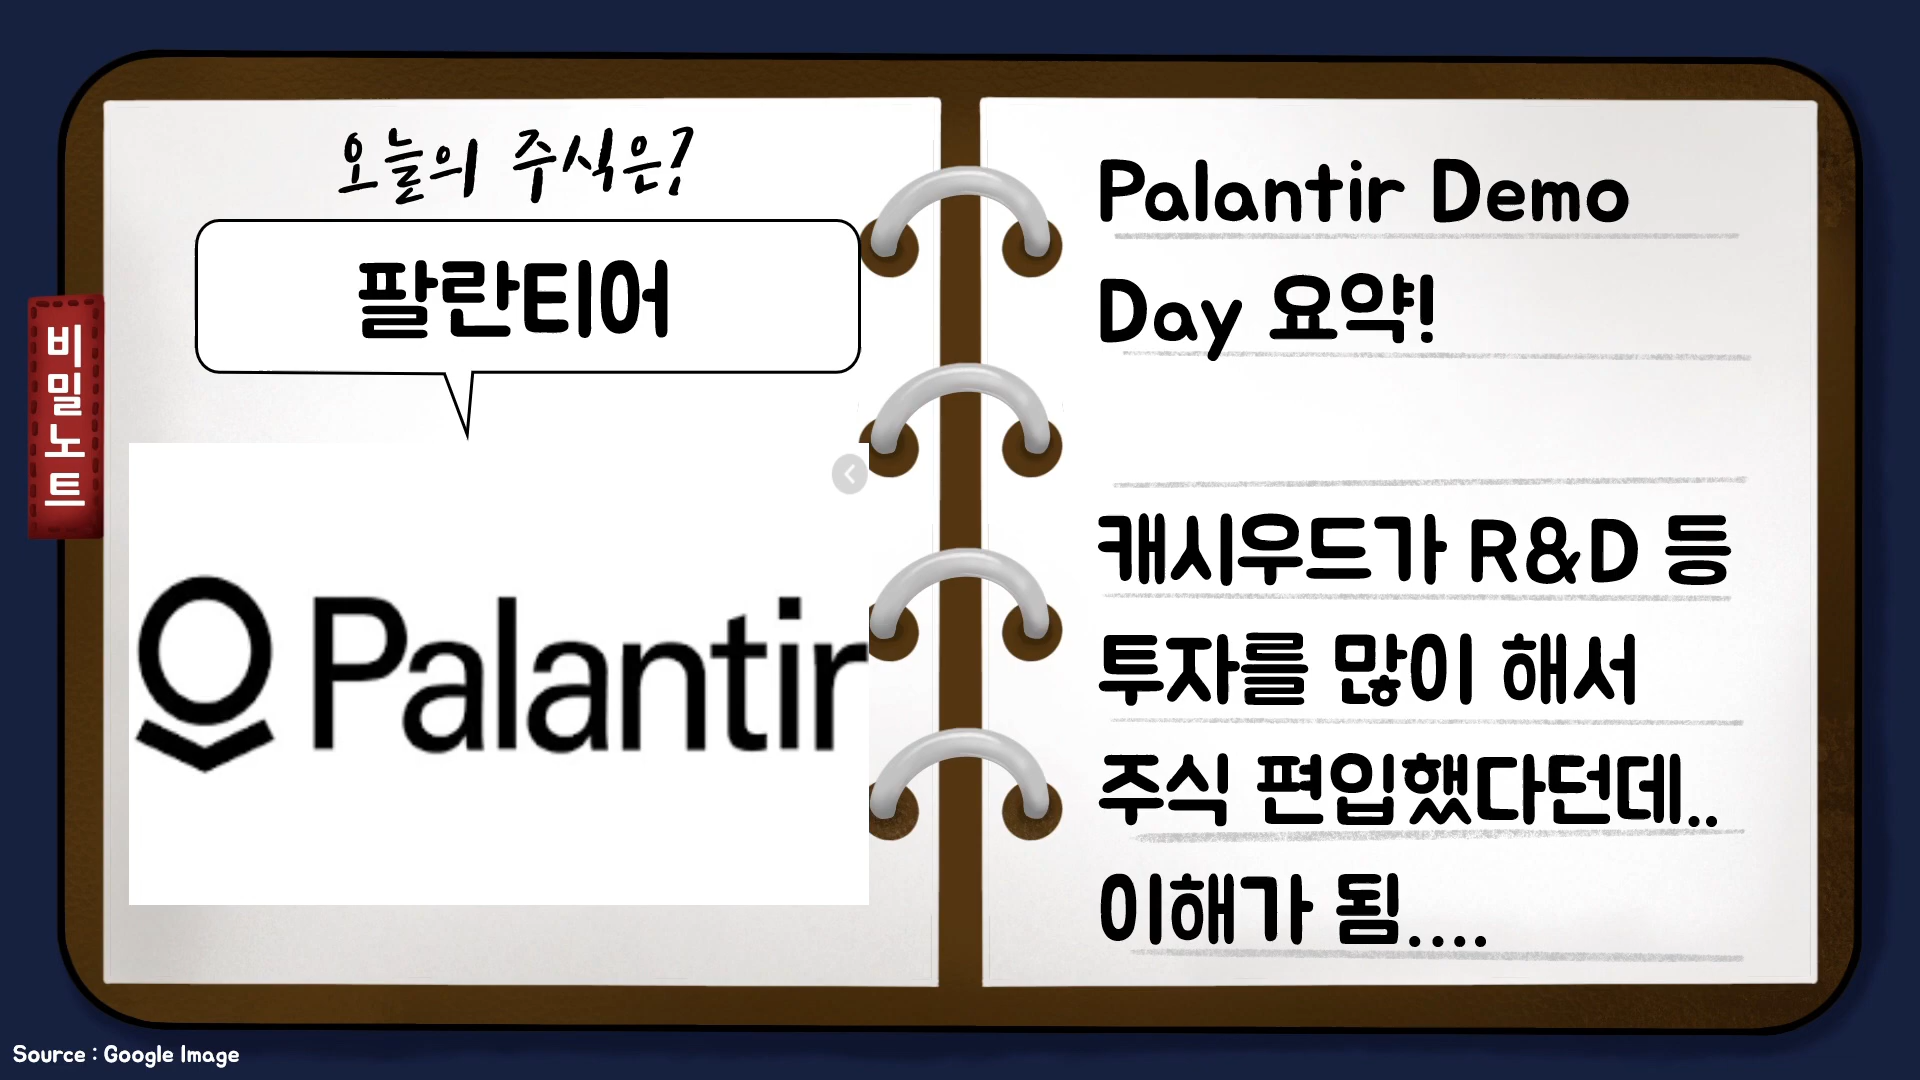 오늘의 주식은?
팔란티어
비밀노트
Palantir
Palantir Demo
Day 요약!
캐시우드가 R&D 등
투자를 많이 해서
주식 편입했다던데..
이해가 됨....
Source : Google Image